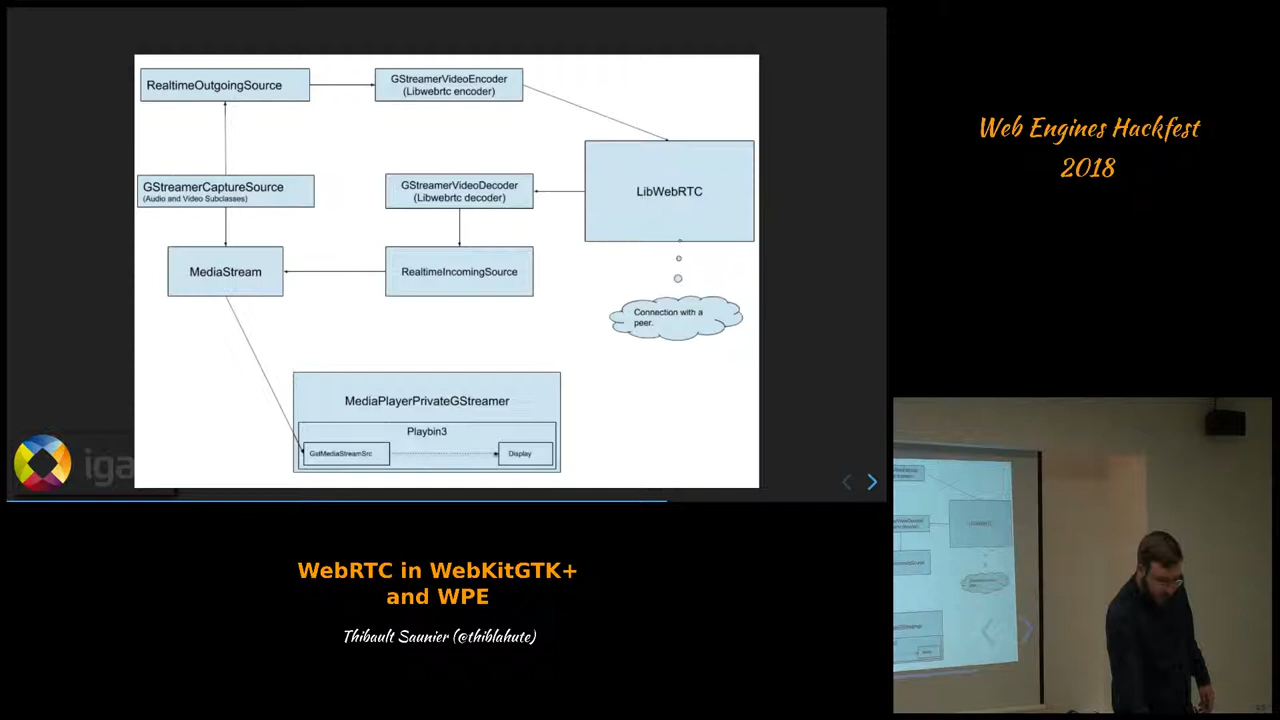 RealtimeOutgoingSource
GStreamerVideoEncoder
(Libwebrtc encoder)
GStreamerCaptureSource
(Audio and Video Subclasses)
GStreamerVideoDecoder
(Libwebrtc decoder)
LibWebRTC
MediaStream
RealtimeIncomingSource
Connection with a
peer.
MediaPlayerPrivateGStreamer
Playbin3
GstMediaStreamSrc
Display
iga
Web Engines Hackfest
2018
WebRTC in WebKitGTK+
and WPE
Thibault Saunier (@thiblahute)